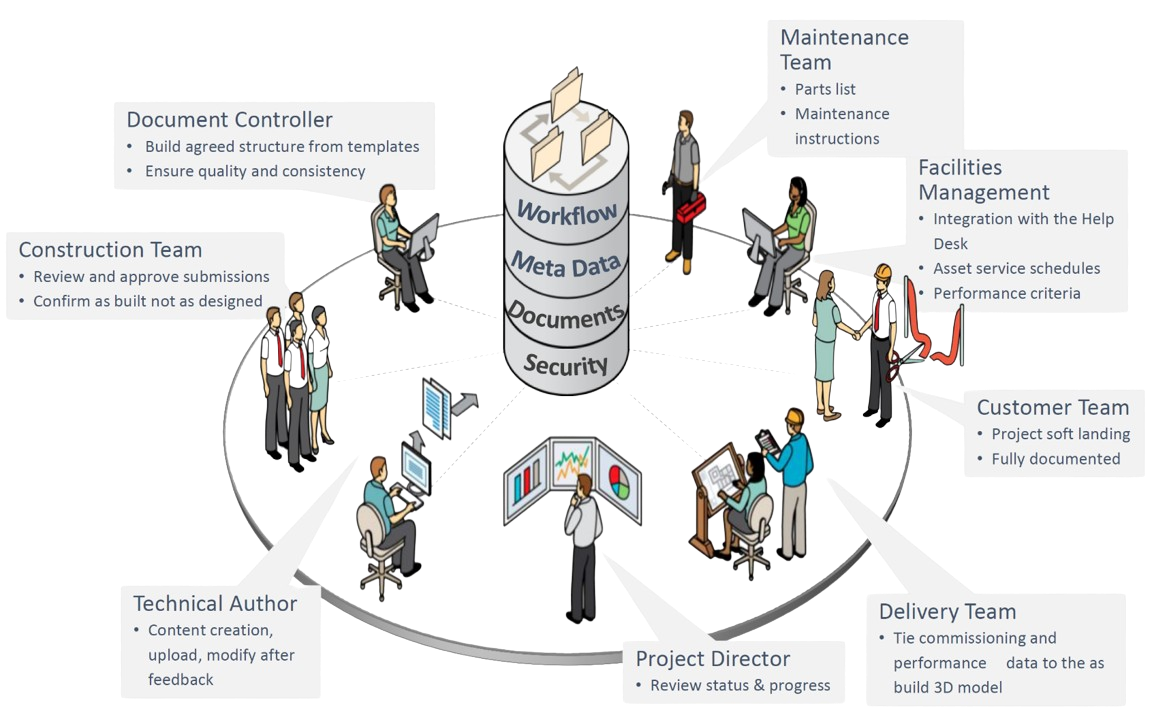 Maintenance
Team
• Parts list
• Maintenance
instructions
Document Controller
• Build agreed structure from templates
• Ensure quality and consistency
Facilities
Management
• Integration with the Help
Desk
• Asset service schedules
• Performance criteria
Construction Team
• Review and approve submissions
• Confirm as built not as designed
Workflow
Meta Data
Documents
Security
Customer Team
• Project soft landing
• Fully documented
Technical Author
• Content creation,
upload, modify after
feedback
Project Director
• Review status & progress
Delivery Team
• Tie commissioning and
performance data to the as
build 3D model